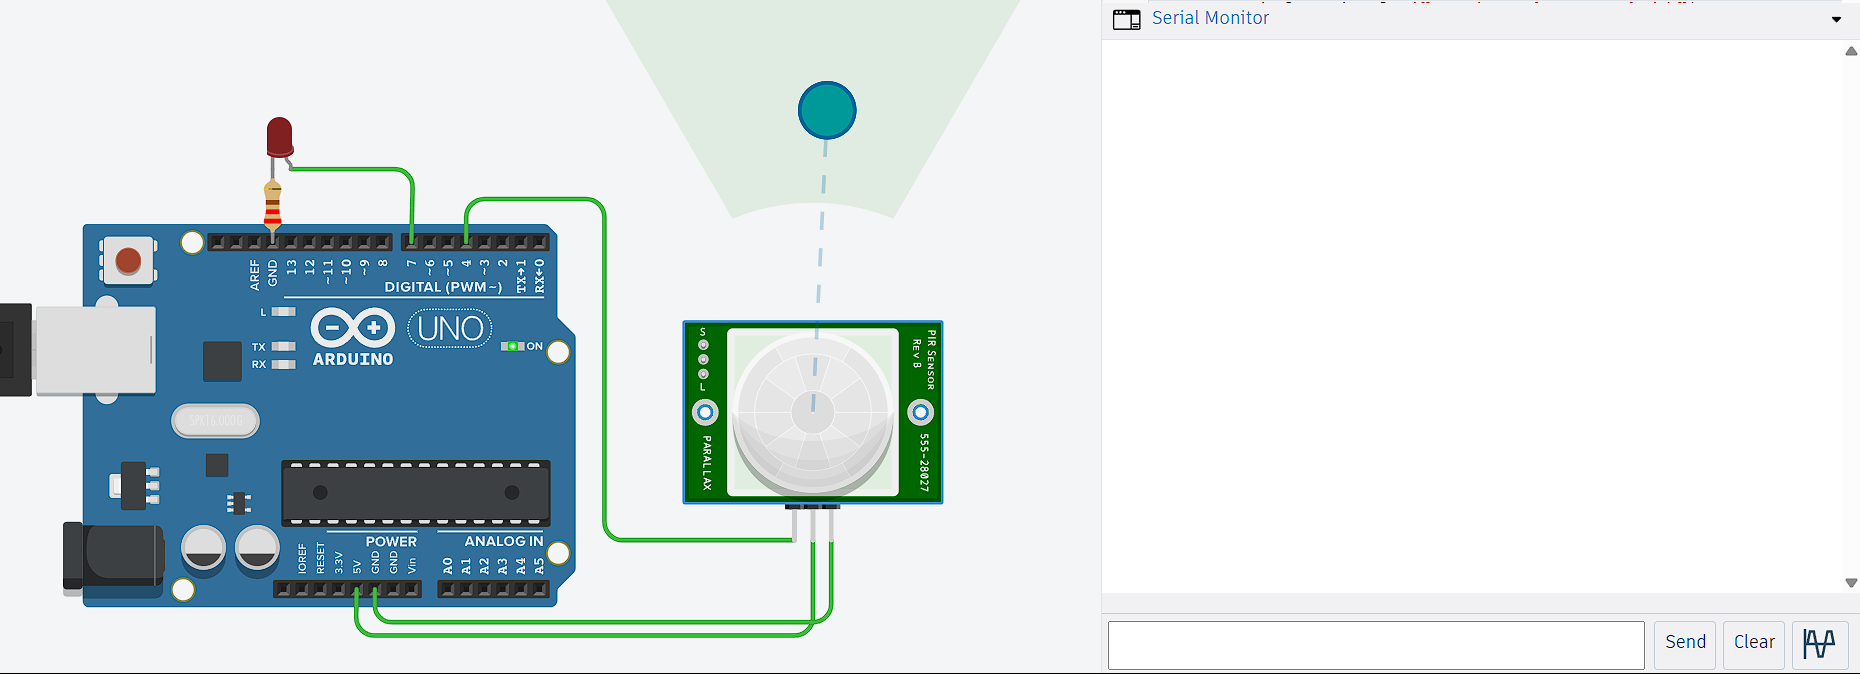 Serial Monitor
AREF
GND
13
12
~11
~10
~9
8
7
~6
~5
4
~3
2
TX→1
RX←0
DIGITAL (PWM~)
L
TX
RX
UNO
ARDUINO
ON
SPK16.000G
POWER
ANALOG IN
IOREF
RESET
3.3V
5V
GND
GND
Vin
A0
A1
A2
A3
A4
A5
S
L
PIR SENSOR
REV B
PARALLAX
555-28027
Send
Clear